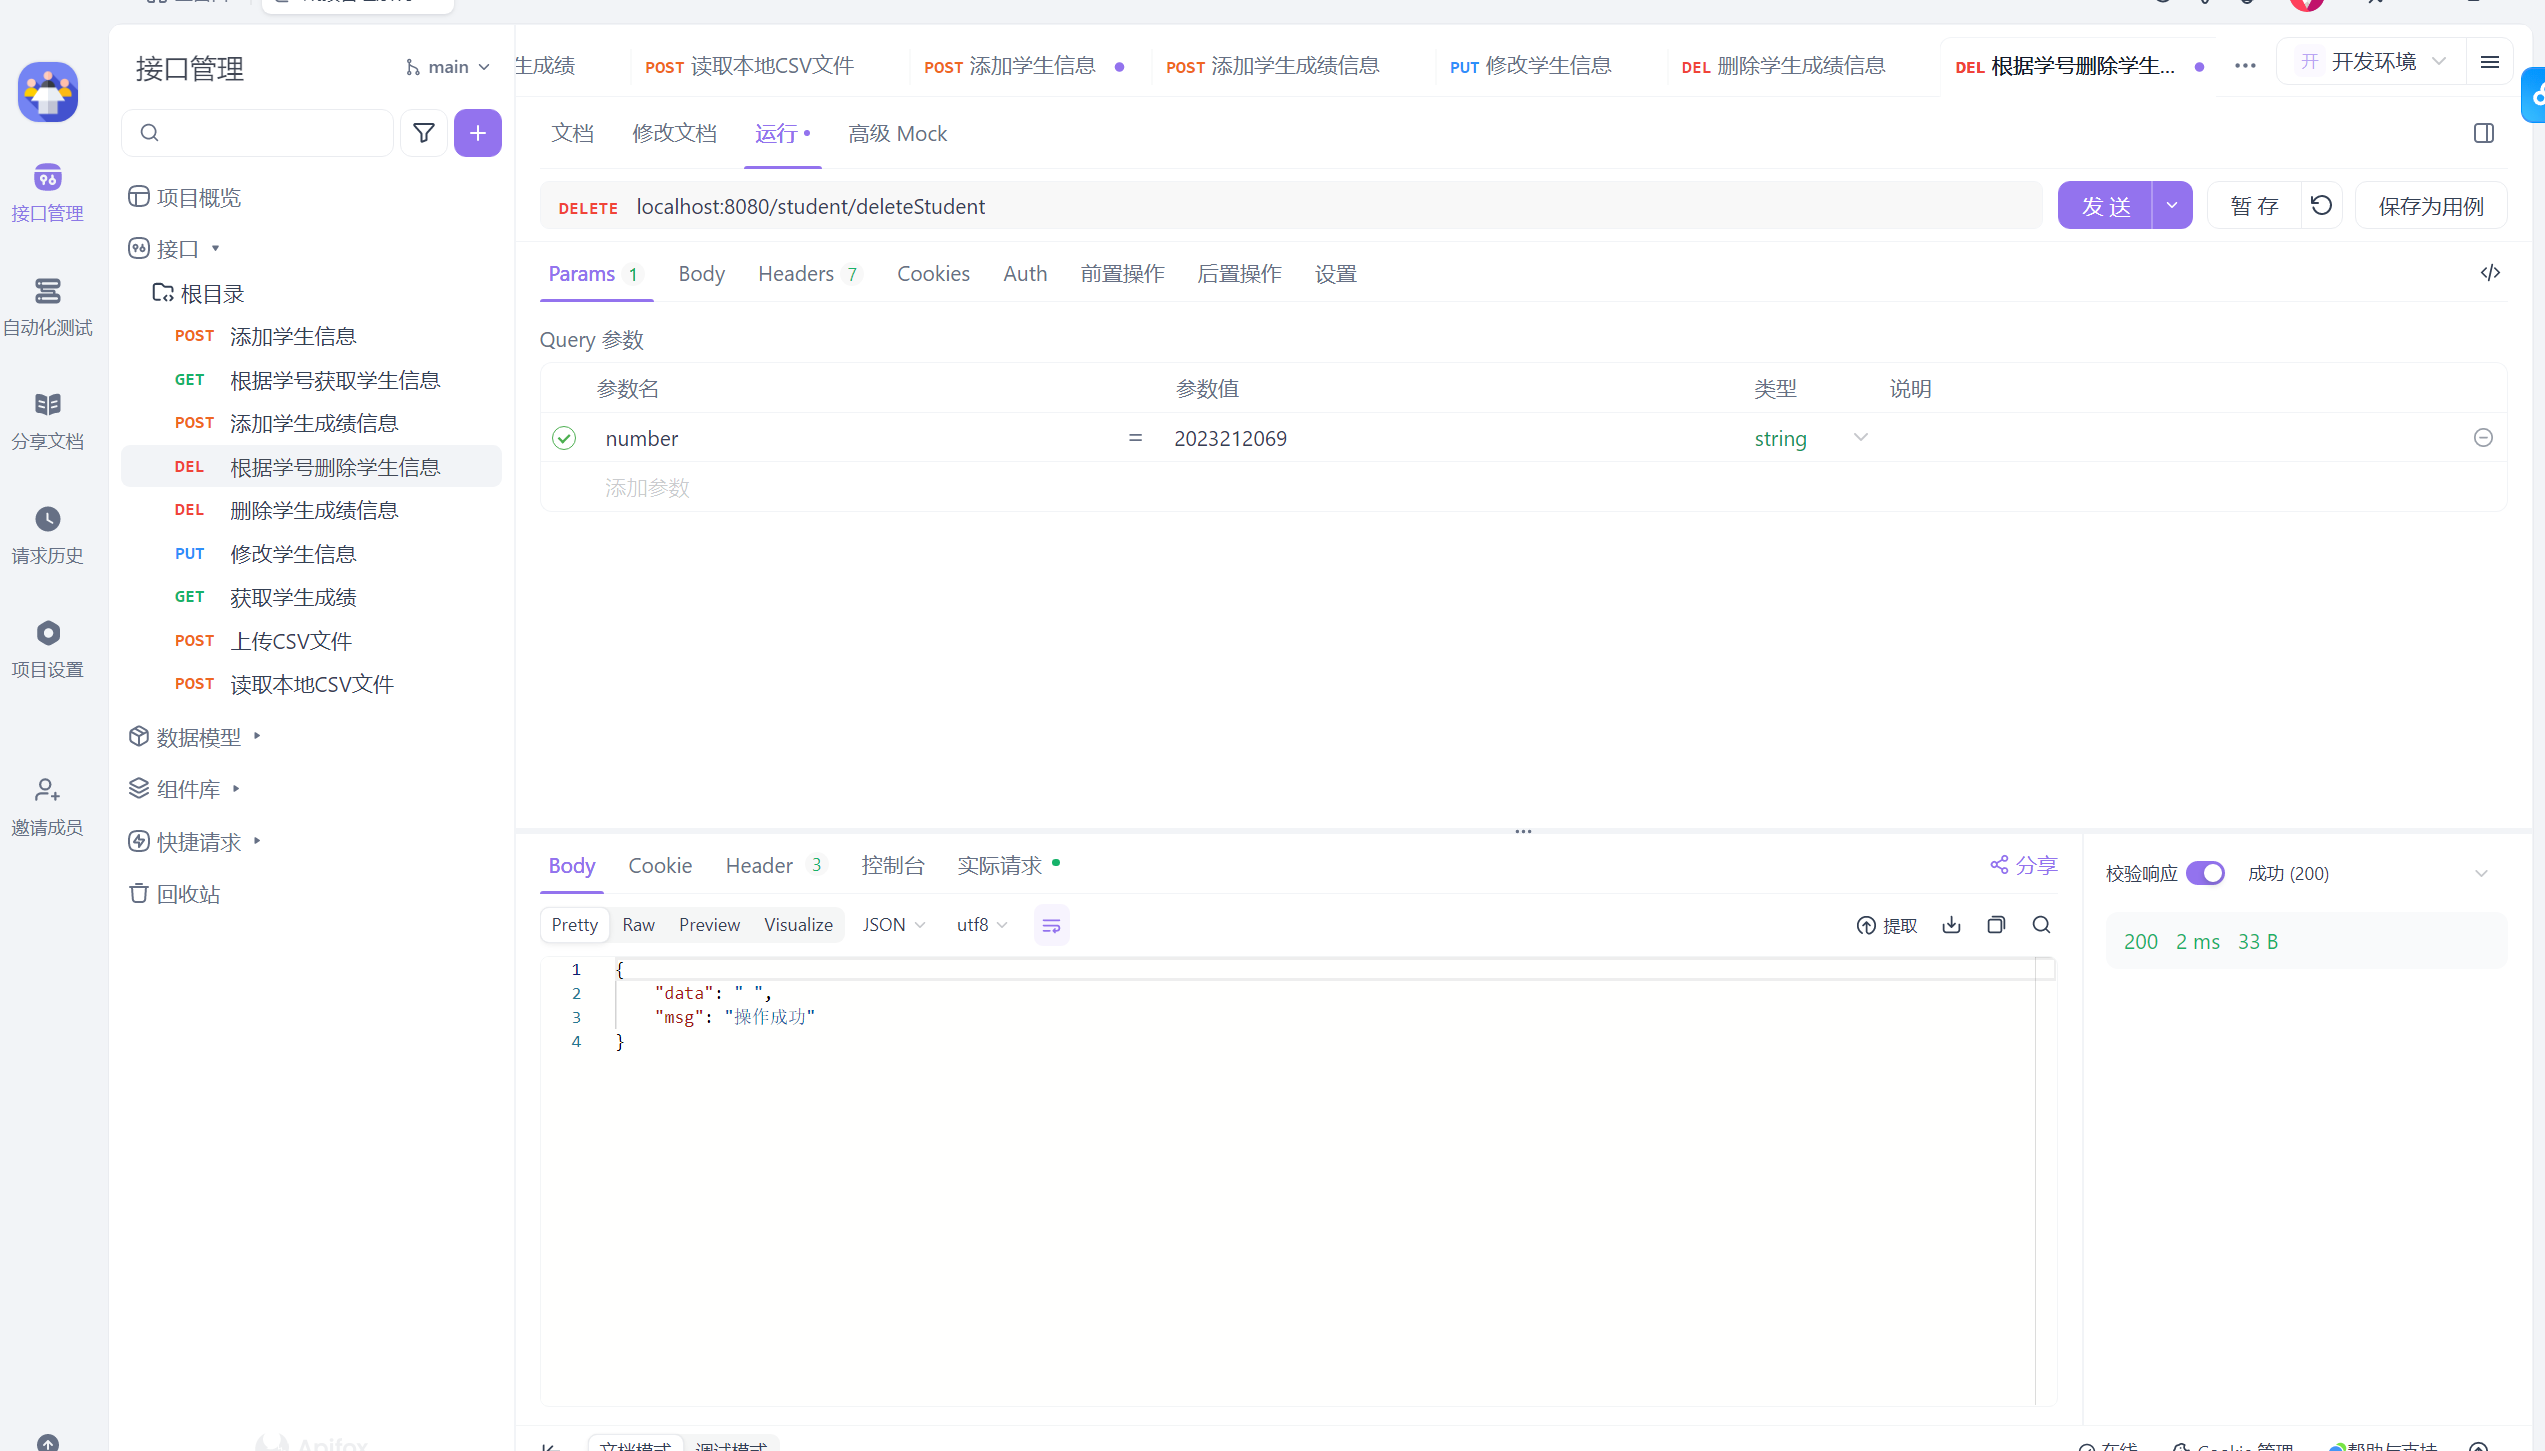 接口管理
main
生成绩
POST 读取本地CSV文件
POST 添加学生信息
POST 添加学生成绩信息
PUT 修改学生信息
DEL 删除学生成绩信息
DEL 根据学号删除学生...
开 开发环境
文档 修改文档 运行 高级 Mock
DELETE localhost:8080/student/deleteStudent
发 送
暂 存
保存为用例
接口管理
自动化测试
分享文档
请求历史
项目设置
邀请成员
项目概览
接口
根目录
POST 添加学生信息
GET 根据学号获取学生信息
POST 添加学生成绩信息
DEL 根据学号删除学生信息
DEL 删除学生成绩信息
PUT 修改学生信息
GET 获取学生成绩
POST 上传CSV文件
POST 读取本地CSV文件
数据模型
组件库
快捷请求
回收站
Params 1 Body Headers 7 Cookies Auth 前置操作 后置操作 设置
Query 参数
参数名 参数值 类型 说明
number = 2023212069 string
添加参数
Body Cookie Header 3 控制台 实际请求
分享
Pretty Raw Preview Visualize JSON utf8
提取
1 {
2 "data": " ",
3 "msg": "操作成功"
4 }
校验响应 成功 (200)
200 2 ms 33 B
Apifox
文档模式 调试模式
在线 Cookie 管理 帮助与支持